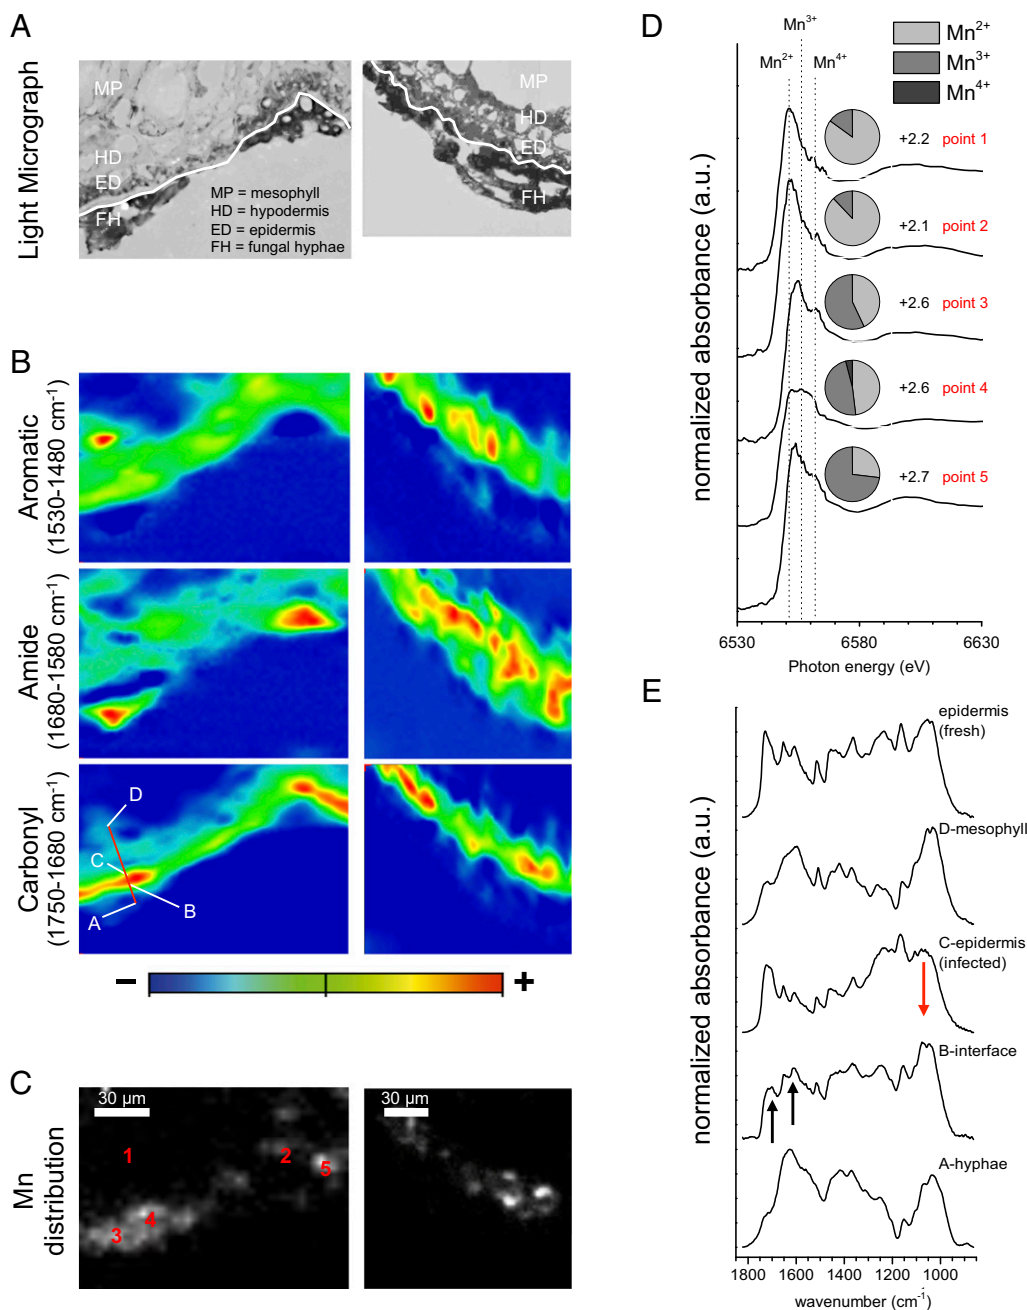 A
Light Micrograph
MP
HD
ED
FH
MP = mesophyll
HD = hypodermis
ED = epidermis
FH = fungal hyphae
MP
HD
ED
FH
B
Aromatic
(1530-1480 cm-1)
Amide
(1680-1580 cm-1)
Carbonyl
(1750-1680 cm-1)
D
C
A
B
− +
C
Mn
distribution
30 µm
1
2
5
4
3
30 µm
D
normalized absorbance (a.u.)
Mn2+
Mn3+
Mn4+
Mn2+
Mn3+
Mn4+
+2.2 point 1
+2.1 point 2
+2.6 point 3
+2.6 point 4
+2.7 point 5
6530 6580 6630
Photon energy (eV)
E
normalized absorbance (a.u.)
epidermis
(fresh)
D-mesophyll
C-epidermis
(infected)
B-interface
A-hyphae
1800 1600 1400 1200 1000
wavenumber (cm-1)